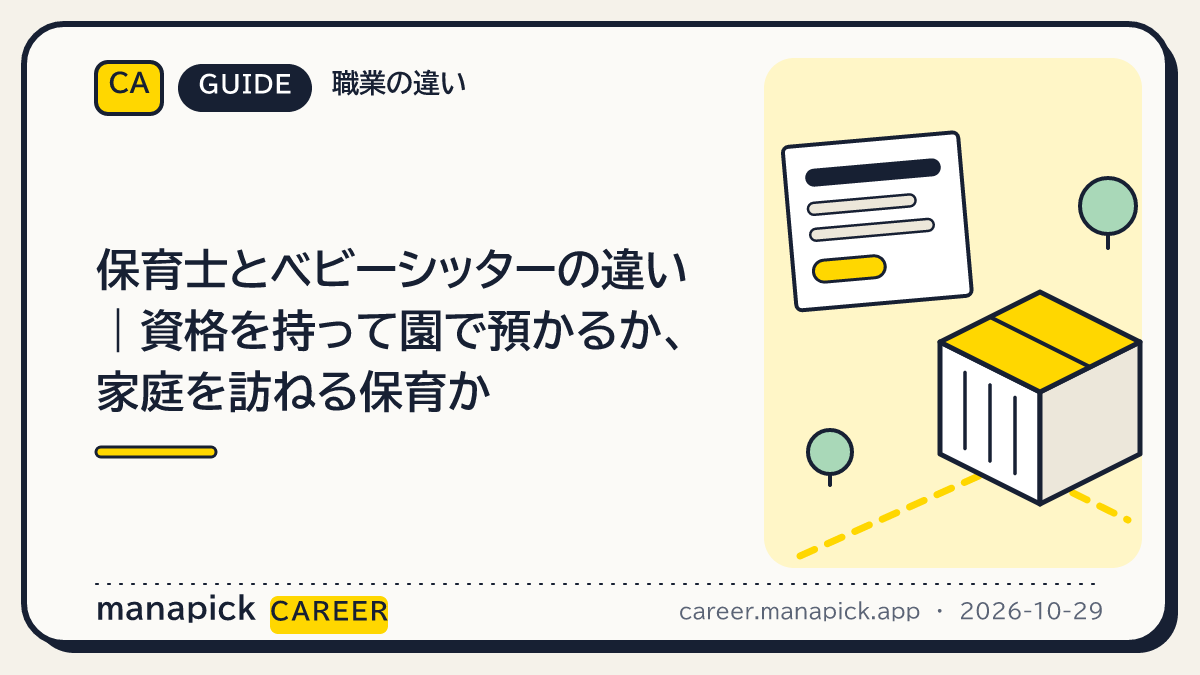 CA GUIDE 職業の違い
保育士とベビーシッターの違い
｜資格を持って園で預かるか、
家庭を訪ねる保育か
manapick CAREER
career.manapick.app ・ 2026-10-29